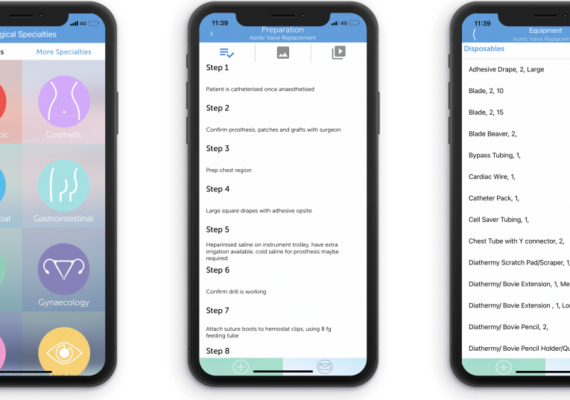 gical Specialties
More Specialties
Cosmetic
Gastrointestinal
Gynaecology
11:39
4G
Preparation
Aortic Valve Replacement
Step 1
Patient is catheterised once anaesthetised
Step 2
Confirm prosthesis, patches and grafts with surgeon
Step 3
Prep chest region
Step 4
Large square drapes with adhesive opsite
Step 5
Heparinised saline on instrument trolley, have extra
irrigation available, cold saline for prosthesis maybe
required
Step 6
Confirm drill is working
Step 7
Attach suture boots to hemostat clips, using 8 fg
feeding tube
Step 8
11:39
Equipment
Aortic Valve Replacem
Disposables
Adhesive Drape, 2, Large
Blade, 2, 10
Blade, 2, 15
Blade Beaver, 2,
Bypass Tubing, 1,
Cardiac Wire, 1,
Catheter Pack, 1,
Cell Saver Tubing, 1,
Chest Tube with Y connector, 2,
Diathermy Scratch Pad/Scraper, 1,
Diathermy/ Bovie Extension, 1, Me
Diathermy/ Bovie Extension , 1, Lo
Diathermy/ Bovie Pencil, 2,
Diathermy/ Bovie Pencil Holder/Qu